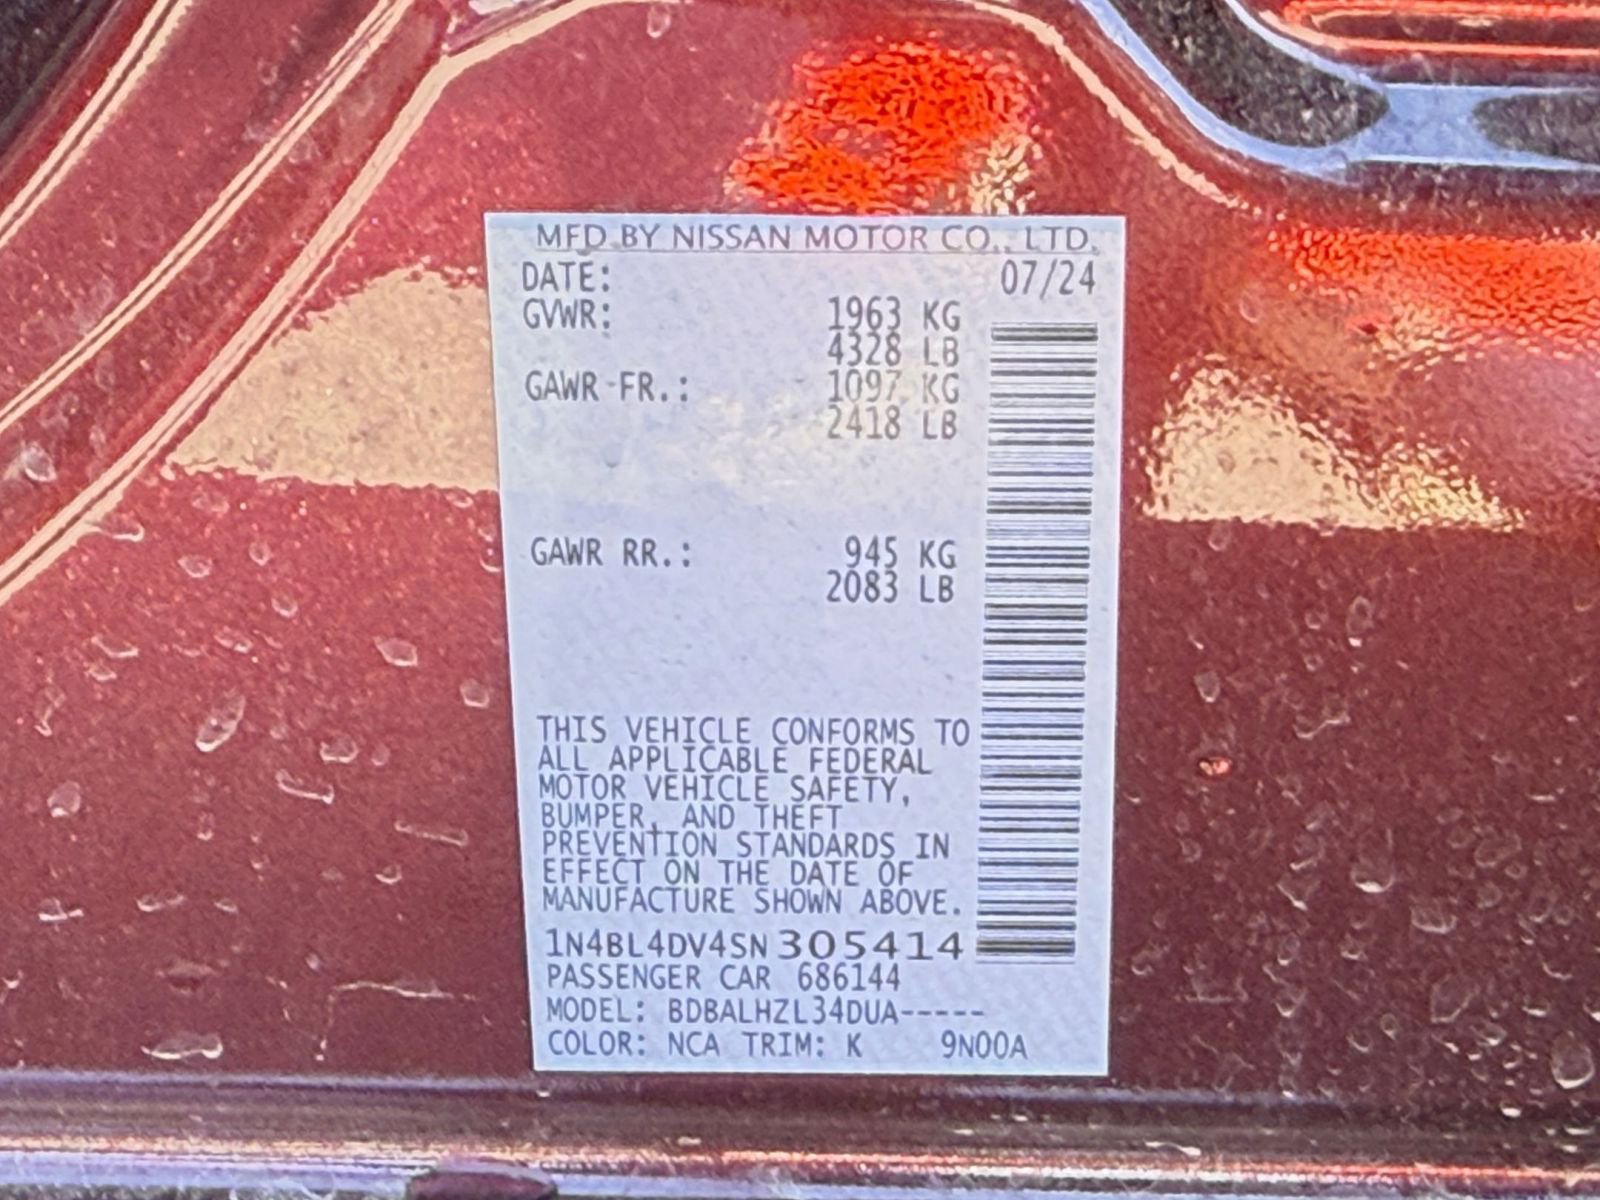 MFD BY NISSAN MOTOR CO., LTD.
DATE: 07/24
GVWR: 1963 KG
4328 LB
GAWR FR.: 1097 KG
2418 LB
GAWR RR.: 945 KG
2083 LB
THIS VEHICLE CONFORMS TO
ALL APPLICABLE FEDERAL
MOTOR VEHICLE SAFETY,
BUMPER, AND THEFT
PREVENTION STANDARDS IN
EFFECT ON THE DATE OF
MANUFACTURE SHOWN ABOVE.
1N4BL4DV4SN305414
PASSENGER CAR 686144
MODEL: BDBALHZL34DUA-----
COLOR: NCA TRIM: K 9N00A